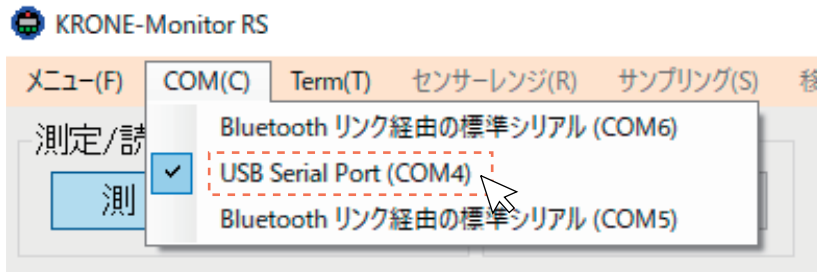 KRONE-Monitor RS
メニュー(F) COM(C) Term(T) センサーレンジ(R) サンプリング(S) 移
測定/読
Bluetooth リンク経由の標準シリアル (COM6)
USB Serial Port (COM4)
測
Bluetooth リンク経由の標準シリアル (COM5)